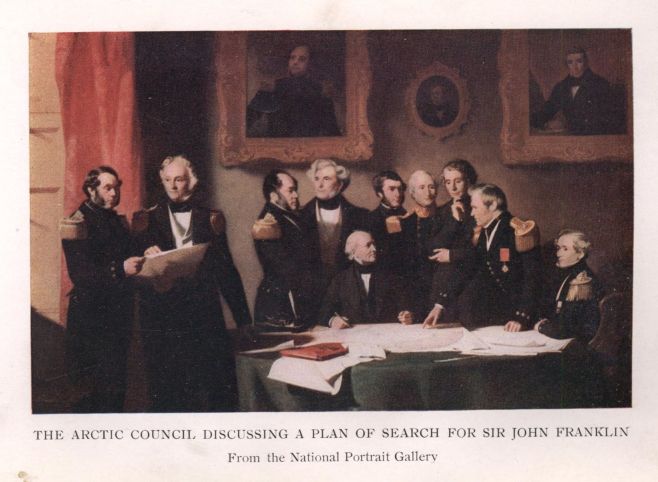 THE ARCTIC COUNCIL DISCUSSING A PLAN OF SEARCH FOR SIR JOHN FRANKLIN
From the National Portrait Gallery